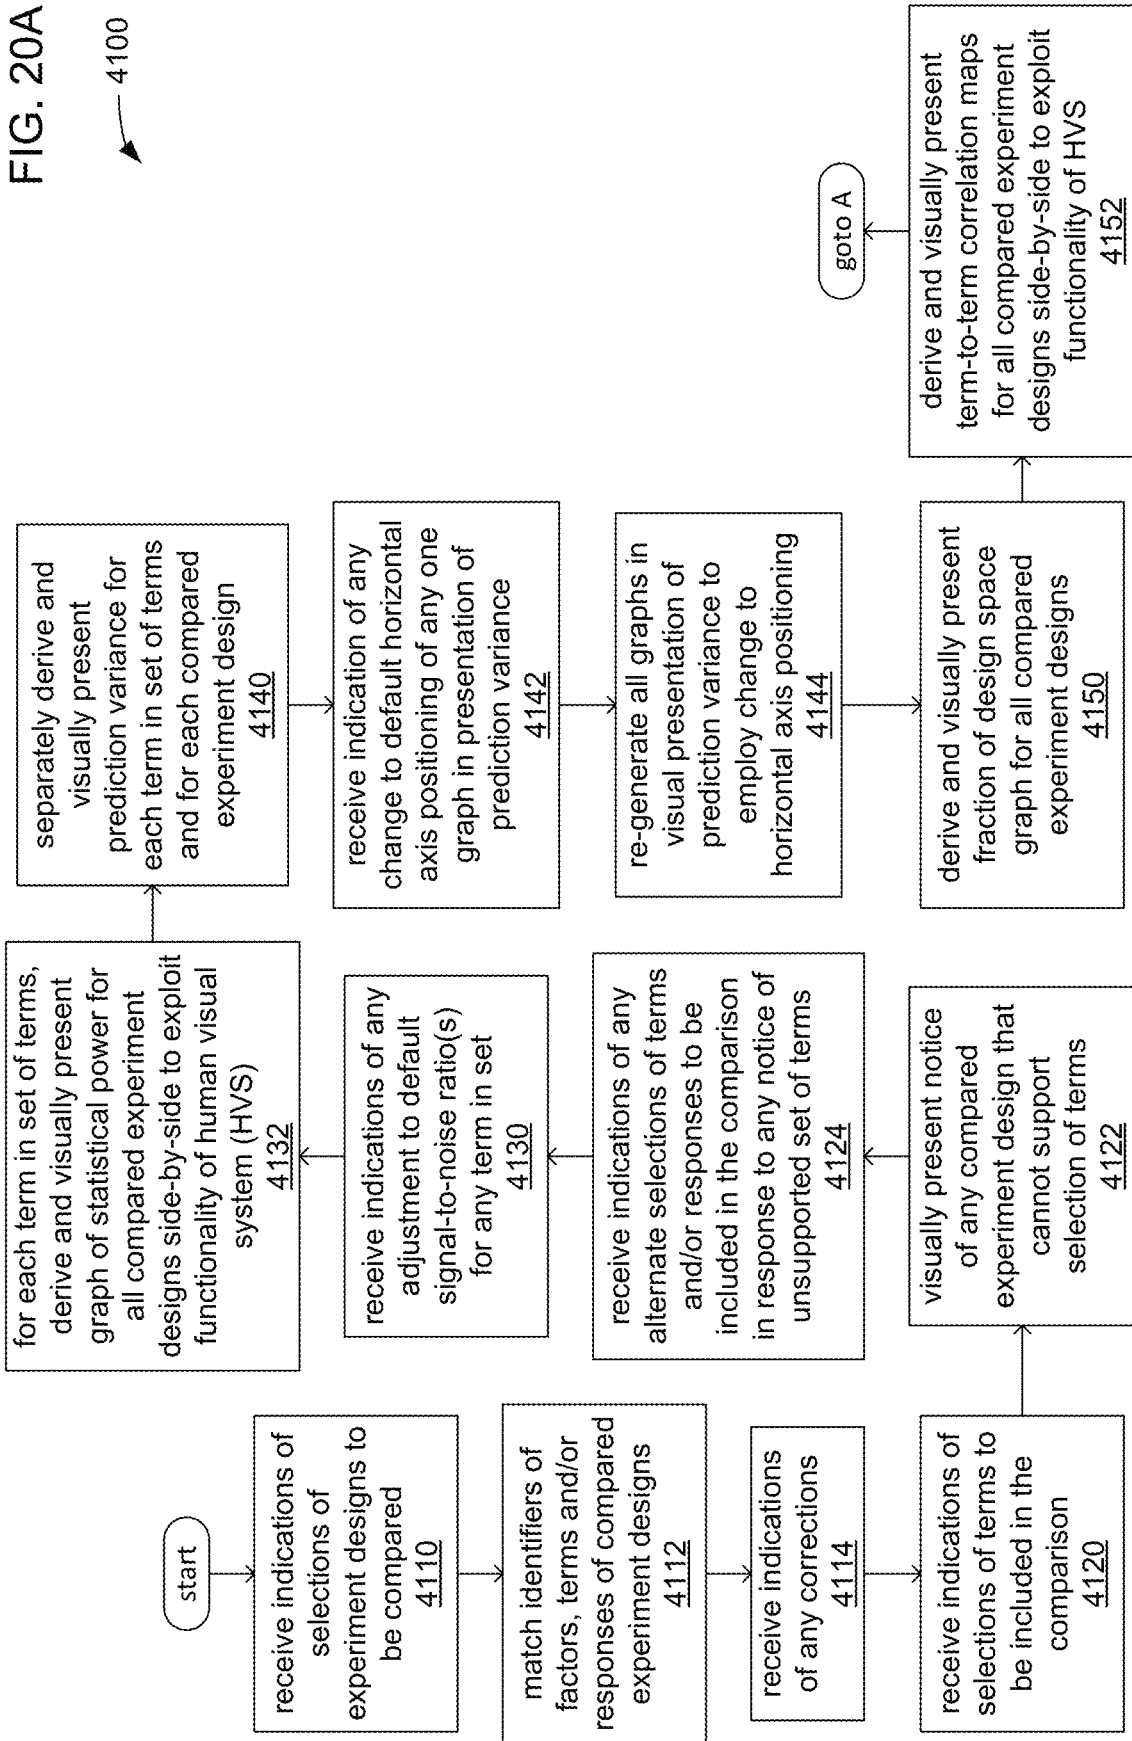 FIG. 20A
4100
start
receive indications of
selections of
experiment designs to
be compared
4110
match identifiers of
factors, terms and/or
responses of compared
experiment designs
4112
receive indications
of any corrections
4114
receive indications of
selections of terms to
be included in the
comparison
4120
visually present notice
of any compared
experiment design that
cannot support
selection of terms
4122
receive indications of any
alternate selections of terms
and/or responses to be
included in the comparison
in response to any notice of
unsupported set of terms
4124
receive indications of any
adjustment to default
signal-to-noise ratio(s)
for any term in set
4130
for each term in set of terms,
derive and visually present
graph of statistical power for
all compared experiment
designs side-by-side to exploit
functionality of human visual
system (HVS)
4132
separately derive and
visually present
prediction variance for
each term in set of terms
and for each compared
experiment design
4140
receive indication of any
change to default horizontal
axis positioning of any one
graph in presentation of
prediction variance
4142
re-generate all graphs in
visual presentation of
prediction variance to
employ change to
horizontal axis positioning
4144
derive and visually present
fraction of design space
graph for all compared
experiment designs
4150
derive and visually present
term-to-term correlation maps
for all compared experiment
designs side-by-side to exploit
functionality of HVS
4152
goto A